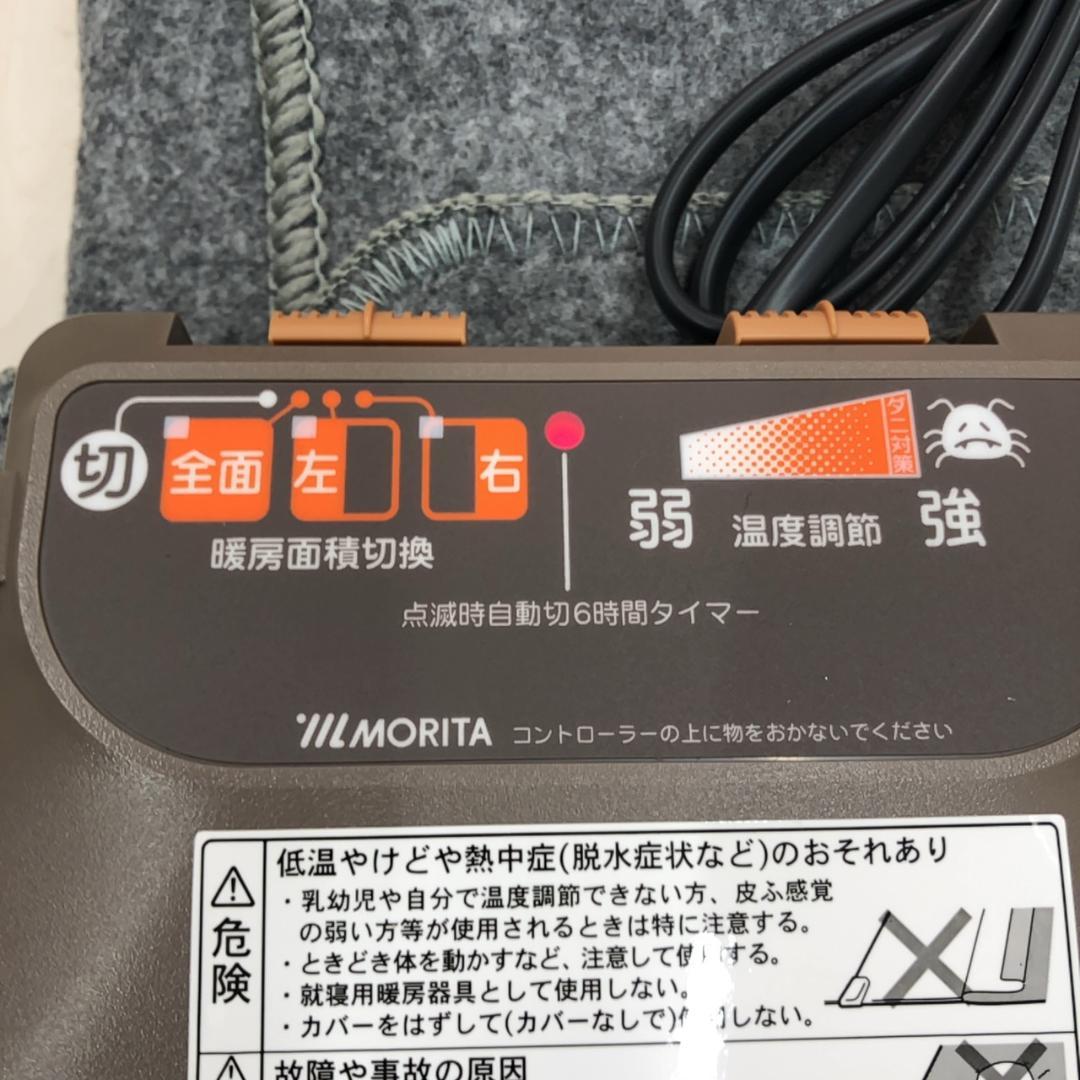 切 全面 左 右
暖房面積切換
ダニ対策
弱 温度調節 強
点滅時自動切6時間タイマー
MORITA コントローラーの上に物をおかないでください
危険
低温やけどや熱中症(脱水症状など)のおそれあり
・乳幼児や自分で温度調節できない方、皮ふ感覚
の弱い方等が使用されるときは特に注意する。
・ときどき体を動かすなど、注意して使用する。
・就寝用暖房器具として使用しない。
・カバーをはずして(カバーなしで)使用しない。
故障や事故の原因